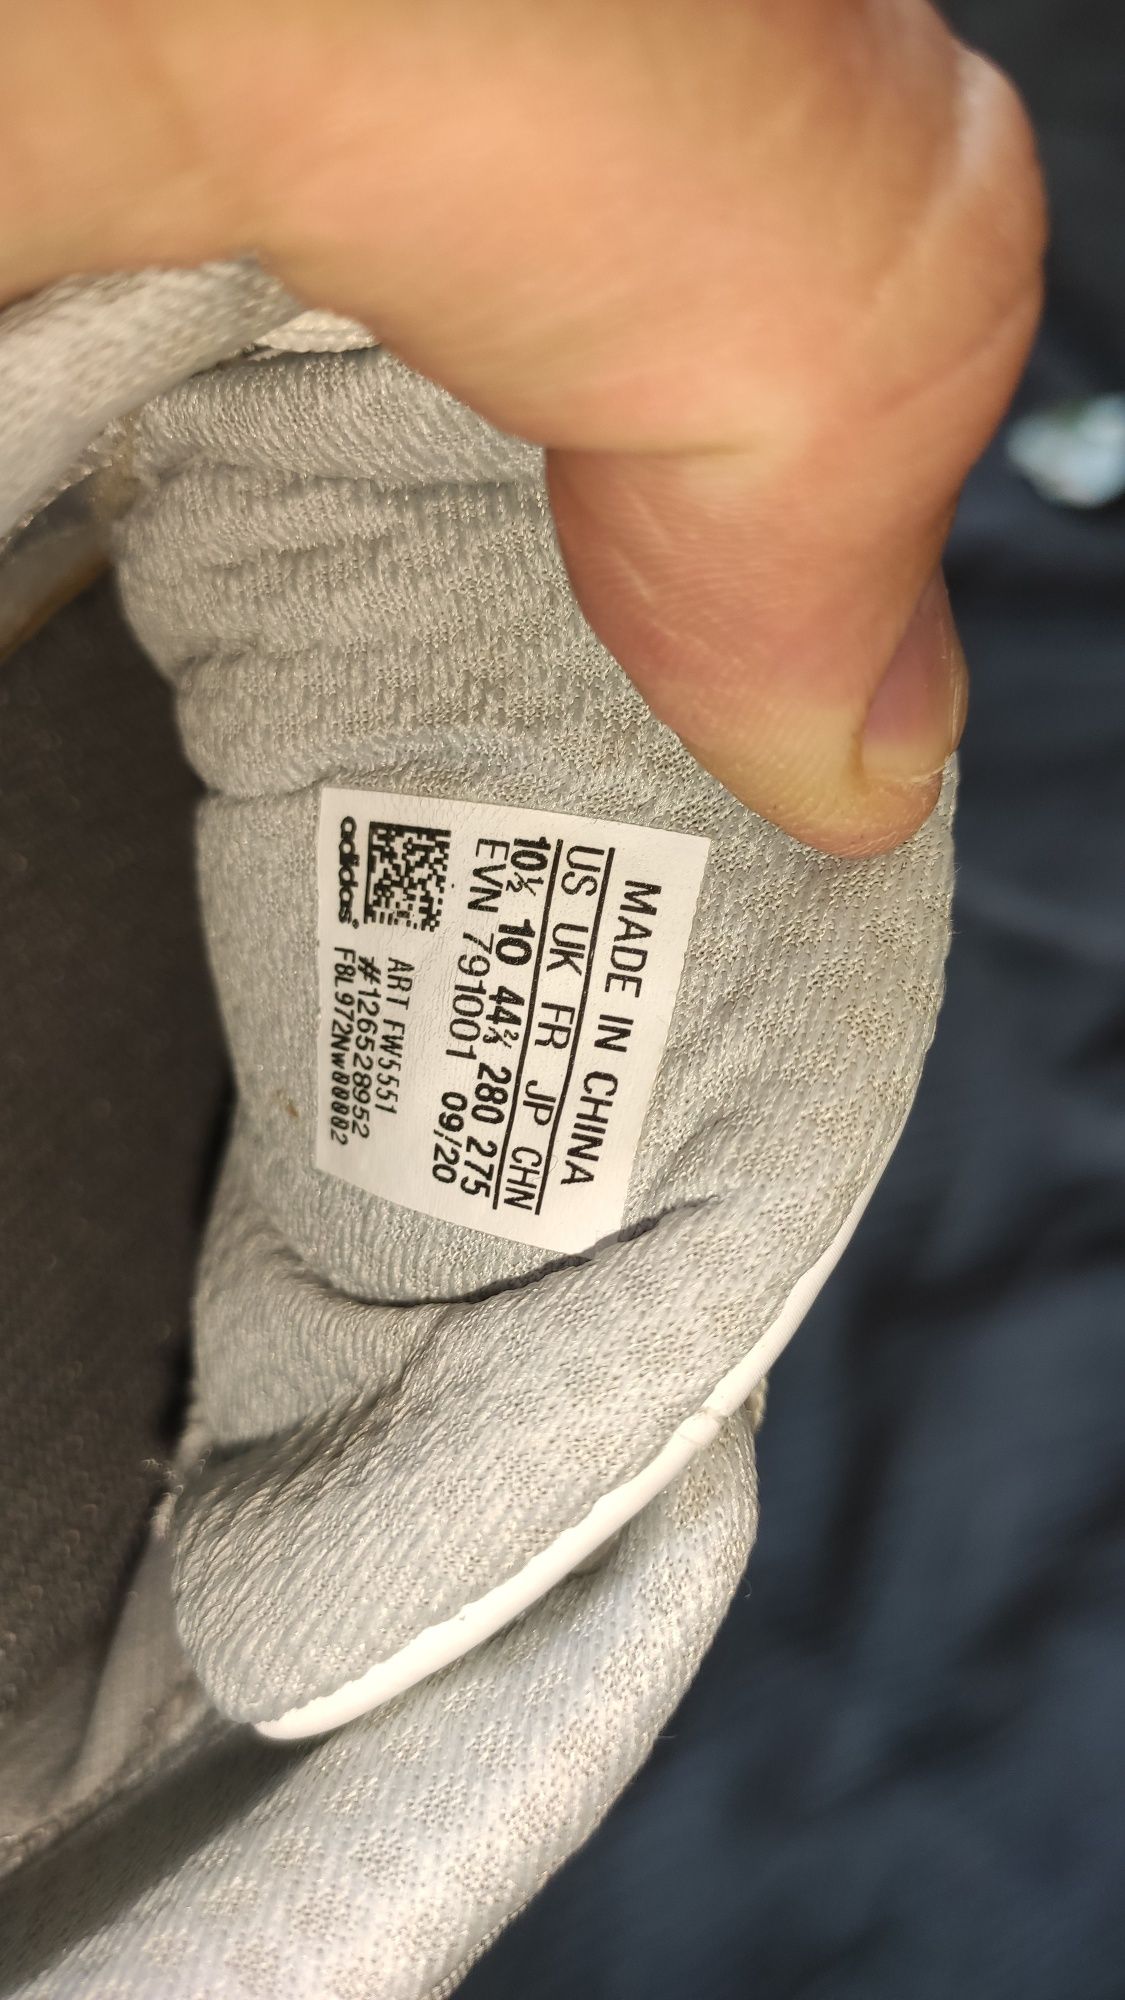 MADE IN CHINA
US UK FR JP CHN
10½ 10 44⅔ 280 275
EVN 791001 09/20
ART FW5551
#126528952
adidas® F8L972NW00002